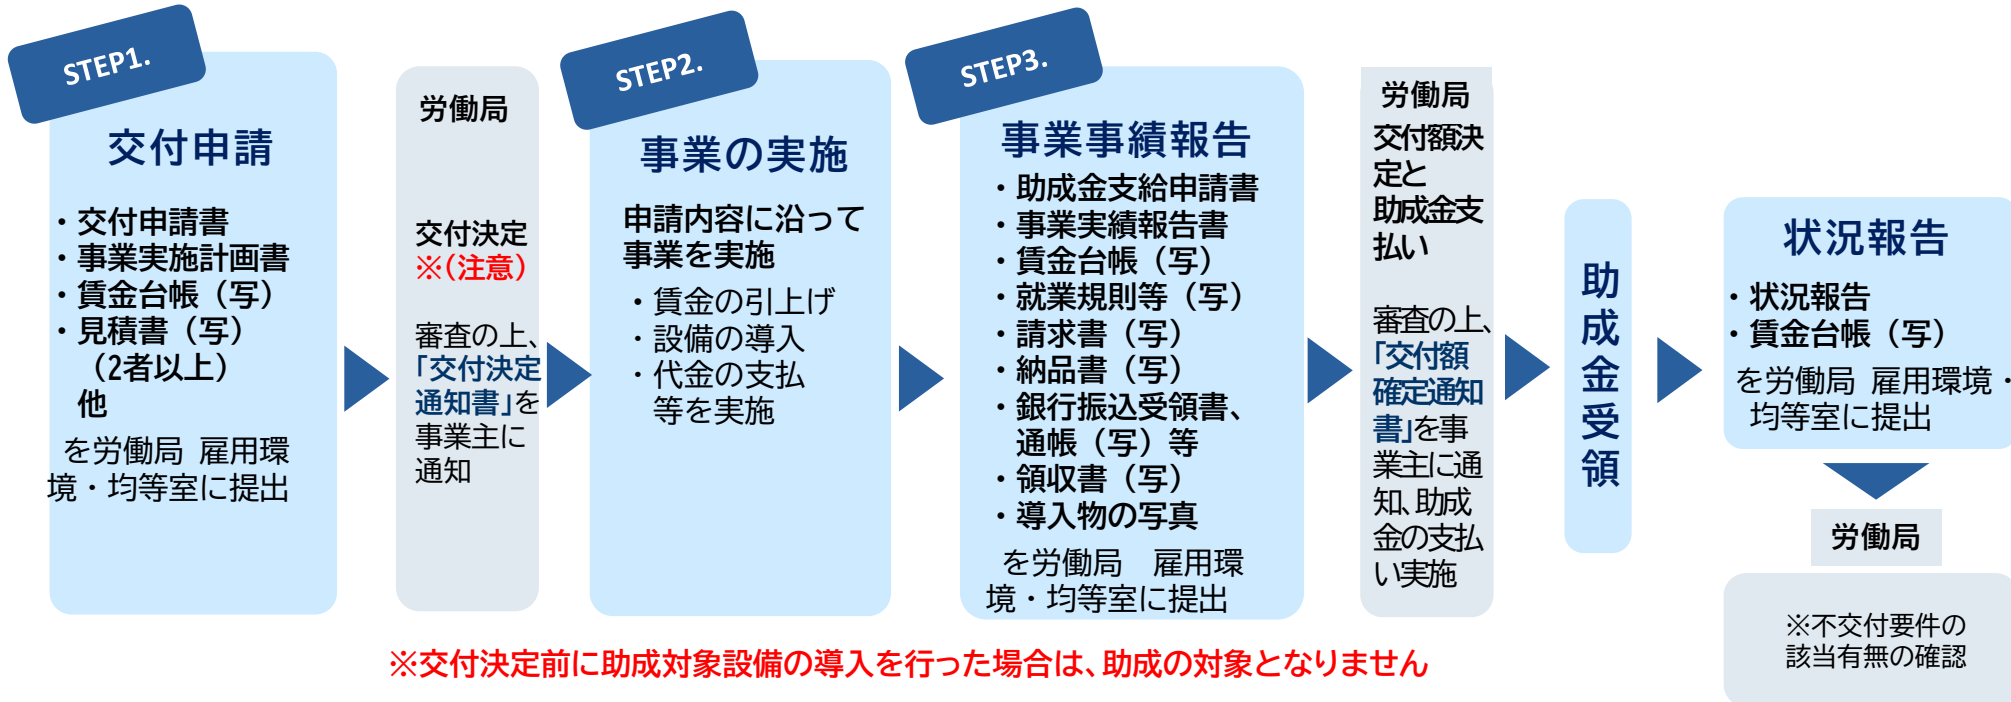 STEP1.
交付申請
・交付申請書
・事業実施計画書
・賃金台帳（写）
・見積書（写）
（2者以上）
他
を労働局 雇用環
境・均等室に提出
労働局
交付決定
※（注意）
審査の上、
「交付決定
通知書」を
事業主に
通知
STEP2.
事業の実施
申請内容に沿って
事業を実施
・賃金の引上げ
・設備の導入
・代金の支払
等を実施
STEP3.
事業事績報告
・助成金支給申請書
・事業実績報告書
・賃金台帳（写）
・就業規則等（写）
・請求書（写）
・納品書（写）
・銀行振込受領書、
通帳（写）等
・領収書（写）
・導入物の写真
を労働局　雇用環
境・均等室に提出
労働局
交付額決
定と
助成金支
払い
審査の上、
「交付額
確定通知
書」を事
業主に通
知、助成
金の支払
い実施
助成金受領
状況報告
・状況報告
・賃金台帳（写）
を労働局 雇用環境・
均等室に提出
労働局
※不交付要件の
該当有無の確認
※交付決定前に助成対象設備の導入を行った場合は、助成の対象となりません